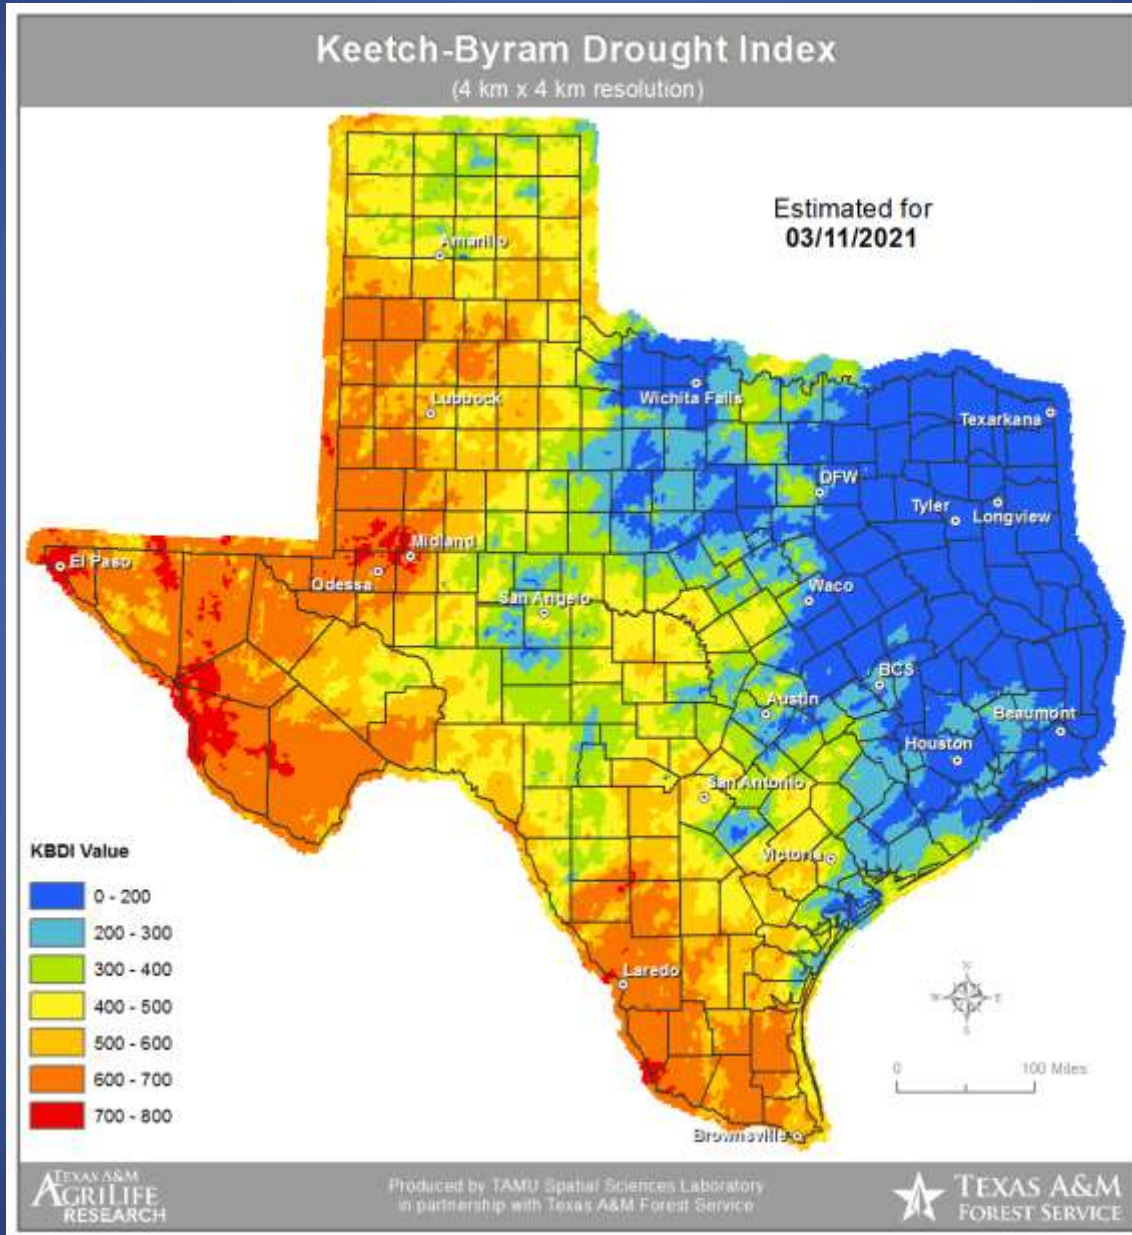 Keetch-Byram Drought Index
(4 km x 4 km resolution)
Estimated for
03/11/2021
Amarillo
Wichita Falls
Lubbock
Texarkana
DFW
Tyler
Longview
Midland
El Paso
Odessa
San Angelo
Waco
BCS
Austin
Beaumont
Houston
San Antonio
Victoria
Laredo
Brownsville
KBDI Value
0 - 200
200 - 300
300 - 400
400 - 500
500 - 600
600 - 700
700 - 800
N
W
E
S
0 100 Miles
TEXAS A&M
AGRILIFE
RESEARCH
Produced by TAMU Spatial Sciences Laboratory
in partnership with Texas A&M Forest Service
TEXAS A&M
FOREST SERVICE